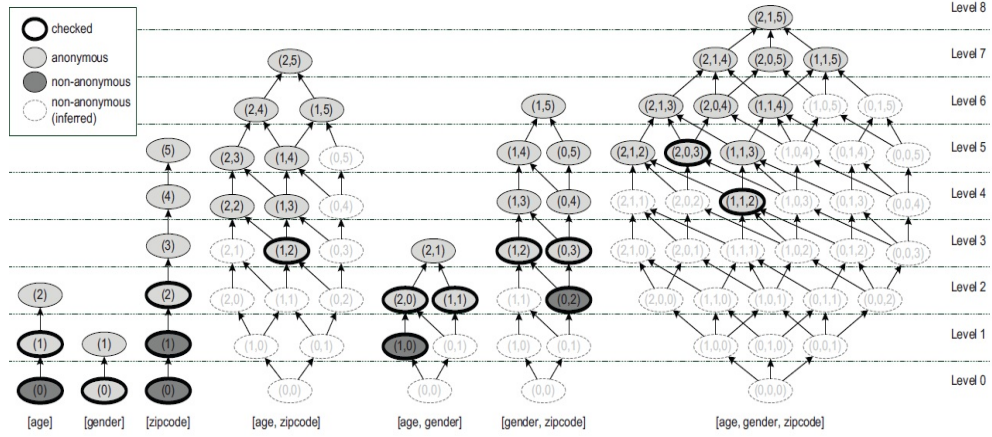 checked
anonymous
non-anonymous
non-anonymous
(inferred)
(2,1,5) Level 8
(2,5) (2,1,4) (2,0,5) (1,1,5) Level 7
(2,4) (1,5) (1,5) (2,1,3) (2,0,4) (1,1,4) (1,0,5) (0,1,5) Level 6
(5) (2,3) (1,4) (0,5) (1,4) (0,5) (2,1,2) (2,0,3) (1,1,3) (1,0,4) (0,1,4) (0,0,5) Level 5
(4) (2,2) (1,3) (0,4) (1,3) (0,4) (2,1,1) (2,0,2) (1,1,2) (1,0,3) (0,1,3) (0,0,4) Level 4
(3) (2,1) (1,2) (0,3) (2,1) (1,2) (0,3) (2,1,0) (2,0,1) (1,1,1) (1,0,2) (0,1,2) (0,0,3) Level 3
(2) (2) (2,0) (1,1) (0,2) (2,0) (1,1) (1,1) (0,2) (2,0,0) (1,1,0) (1,0,1) (0,1,1) (0,0,2) Level 2
(1) (1) (1) (1,0) (0,1) (1,0) (0,1) (1,0) (0,1) (1,0,0) (0,1,0) (0,0,1) Level 1
(0) (0) (0) (0,0) (0,0) (0,0) (0,0,0) Level 0
[age] [gender] [zipcode] [age, zipcode] [age, gender] [gender, zipcode] [age, gender, zipcode]